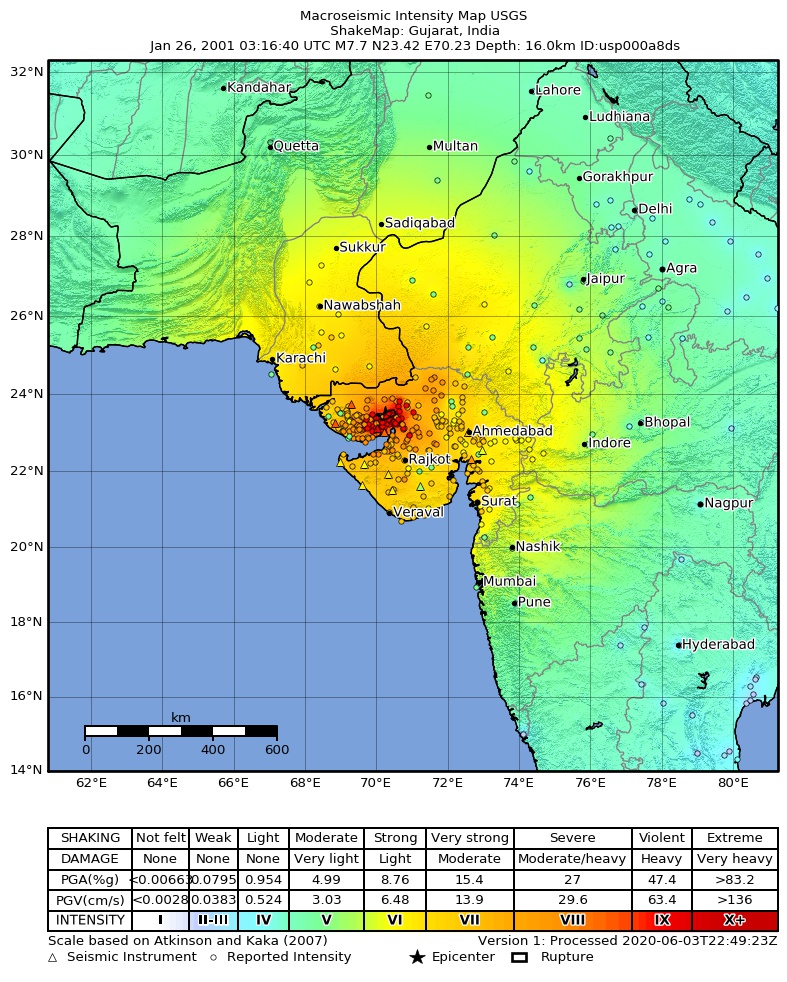 Macroseismic Intensity Map USGS
ShakeMap: Gujarat, India
Jan 26, 2001 03:16:40 UTC M7.7 N23.42 E70.23 Depth: 16.0km ID:usp000a8ds
32°N
Kandahar
Lahore
Ludhiana
30°N
Quetta
Multan
Gorakhpur
Delhi
28°N
Sadiqabad
Sukkur
Agra
Jaipur
26°N
Nawabshah
Karachi
24°N
Bhopal
Ahmedabad
Indore
22°N
Rajkot
Surat
Nagpur
Veraval
20°N
Nashik
Mumbai
Pune
18°N
Hyderabad
16°N
km
0 200 400 600
14°N
62°E 64°E 66°E 68°E 70°E 72°E 74°E 76°E 78°E 80°E
SHAKING Not felt Weak Light Moderate Strong Very strong Severe Violent Extreme
DAMAGE None None None Very light Light Moderate Moderate/heavy Heavy Very heavy
PGA(%g) <0.00663 0.0795 0.954 4.99 8.76 15.4 27 47.4 >83.2
PGV(cm/s) <0.0028 0.0383 0.524 3.03 6.48 13.9 29.6 63.4 >136
INTENSITY I II-III IV V VI VII VIII IX X+
Scale based on Atkinson and Kaka (2007) Version 1: Processed 2020-06-03T22:49:23Z
Seismic Instrument Reported Intensity Epicenter Rupture